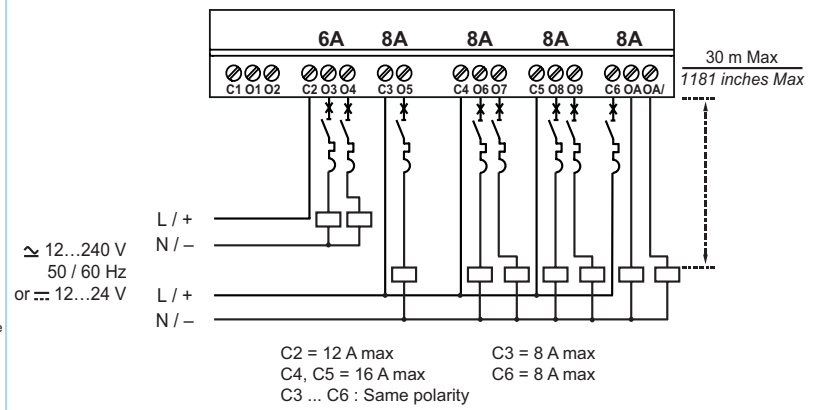 6A 8A 8A 8A 8A
C1 O1 O2 C2 O3 O4 C3 O5 C4 O6 O7 C5 O8 O9 C6 OA OA/
30 m Max
1181 inches Max
L / +
N / –
≃ 12...240 V
50 / 60 Hz
or ⎓ 12...24 V
L / +
N / –
e
C2 = 12 A max C3 = 8 A max
C4, C5 = 16 A max C6 = 8 A max
C3 ... C6 : Same polarity